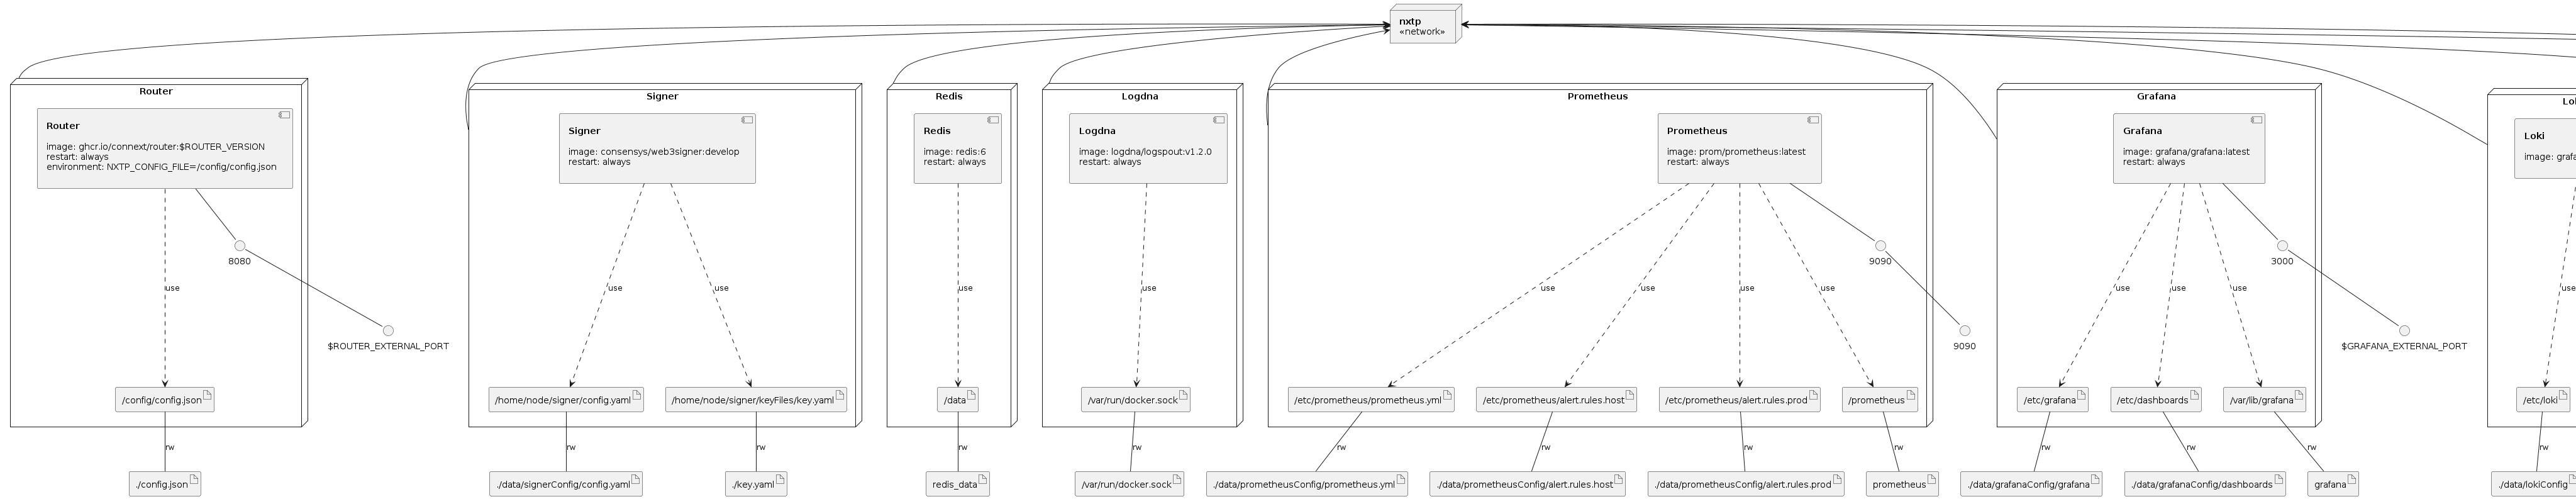 nxtp
«network»
Router
Router
image: ghcr.io/connext/router:$ROUTER_VERSION
restart: always
environment: NXTP_CONFIG_FILE=/config/config.json
use
8080
$ROUTER_EXTERNAL_PORT
/config/config.json
rw
./config.json
Signer
Signer
image: consensys/web3signer:develop
restart: always
use
use
/home/node/signer/config.yaml
/home/node/signer/keyFiles/key.yaml
rw
rw
./data/signerConfig/config.yaml
./key.yaml
Redis
Redis
image: redis:6
restart: always
use
/data
rw
redis_data
Logdna
Logdna
image: logdna/logspout:v1.2.0
restart: always
use
/var/run/docker.sock
rw
/var/run/docker.sock
Prometheus
Prometheus
image: prom/prometheus:latest
restart: always
9090
use
use
use
use
9090
/etc/prometheus/prometheus.yml
/etc/prometheus/alert.rules.host
/etc/prometheus/alert.rules.prod
/prometheus
rw
rw
rw
rw
./data/prometheusConfig/prometheus.yml
./data/prometheusConfig/alert.rules.host
./data/prometheusConfig/alert.rules.prod
prometheus
Grafana
Grafana
image: grafana/grafana:latest
restart: always
3000
use
use
use
$GRAFANA_EXTERNAL_PORT
/etc/grafana
/etc/dashboards
/var/lib/grafana
rw
rw
rw
./data/grafanaConfig/grafana
./data/grafanaConfig/dashboards
grafana
Loki
image:
use
/etc/loki
rw
./data/lokiConfig